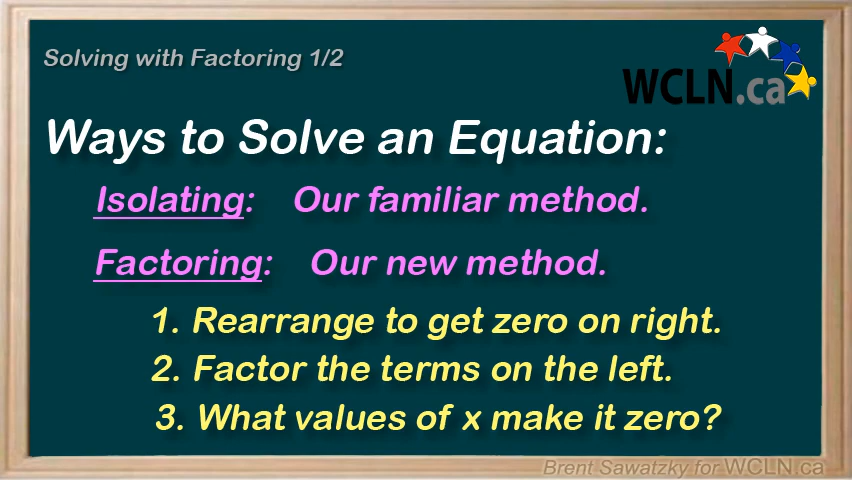 Solving with Factoring 1/2
WCLN.ca
Ways to Solve an Equation:
Isolating: Our familiar method.
Factoring: Our new method.
1. Rearrange to get zero on right.
2. Factor the terms on the left.
3. What values of x make it zero?
Brent Sawatzky for WCLN.ca